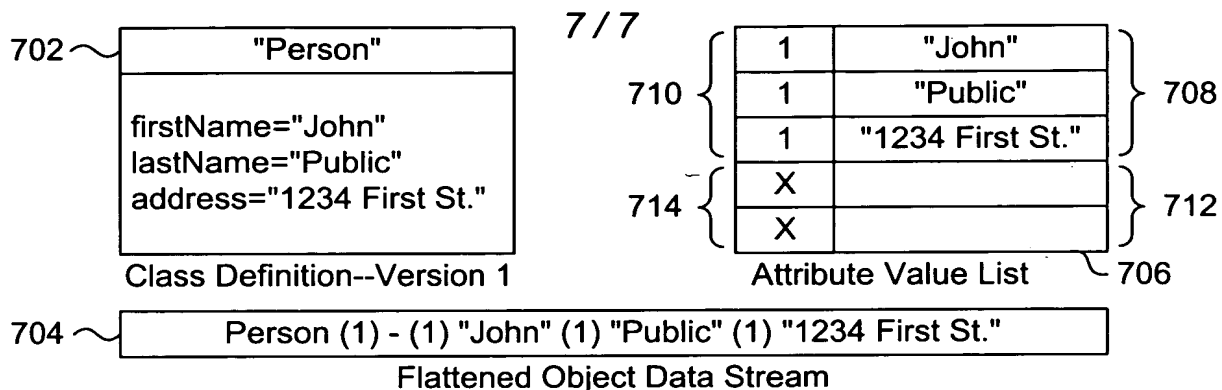 7/7
702
"Person"
firstName="John"
lastName="Public"
address="1234 First St."
Class Definition--Version 1
710
1 "John"
1 "Public"
1 "1234 First St."
708
714
X
X
712
Attribute Value List
706
704
Person (1) - (1) "John" (1) "Public" (1) "1234 First St."
Flattened Object Data Stream